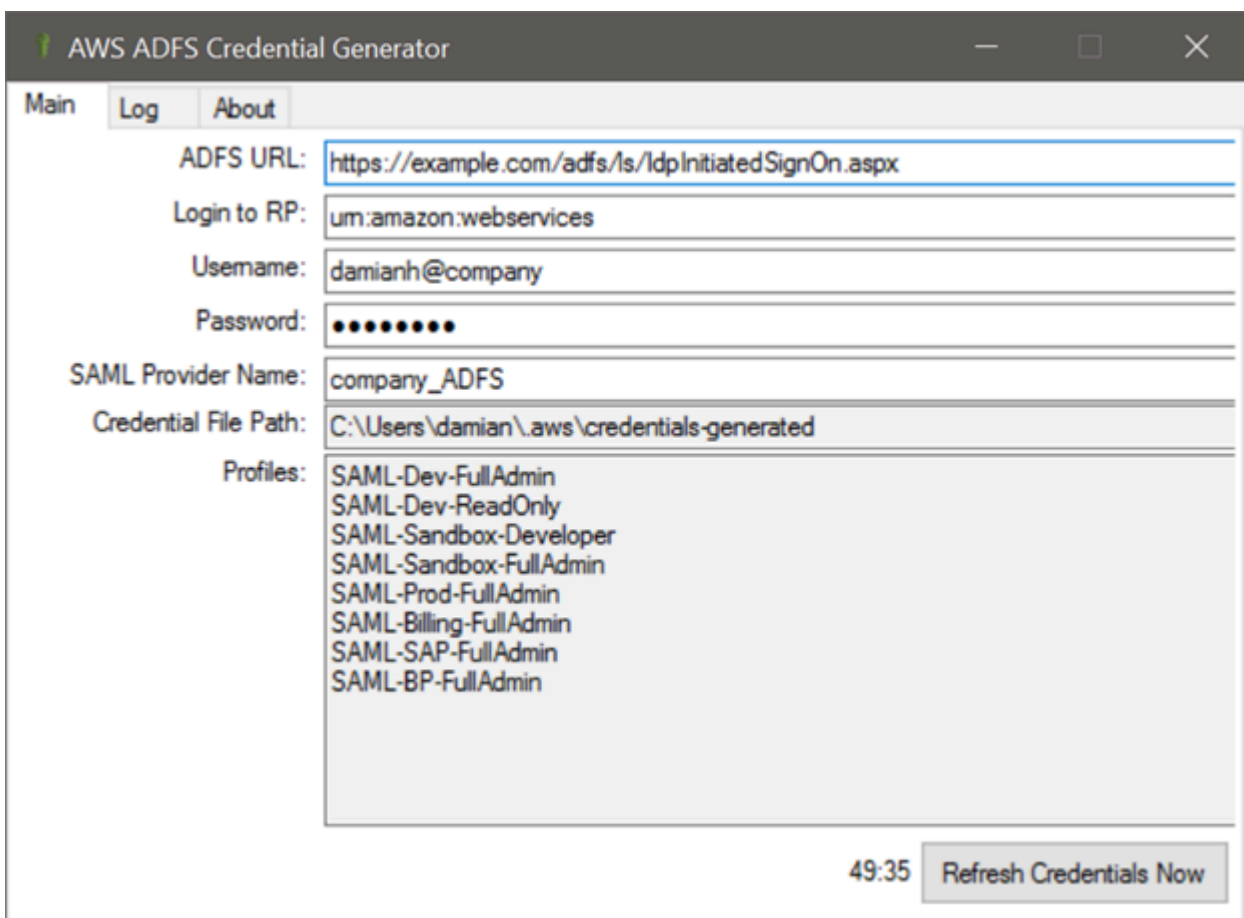 AWS ADFS Credential Generator
Main Log About
ADFS URL: https://example.com/adfs/ls/IdpInitiatedSignOn.aspx
Login to RP: urn:amazon:webservices
Username: damianh@company
Password: ●●●●●●●●
SAML Provider Name: company_ADFS
Credential File Path: C:\Users\damian\.aws\credentials-generated
Profiles: SAML-Dev-FullAdmin
SAML-Dev-ReadOnly
SAML-Sandbox-Developer
SAML-Sandbox-FullAdmin
SAML-Prod-FullAdmin
SAML-Billing-FullAdmin
SAML-SAP-FullAdmin
SAML-BP-FullAdmin
49:35 Refresh Credentials Now